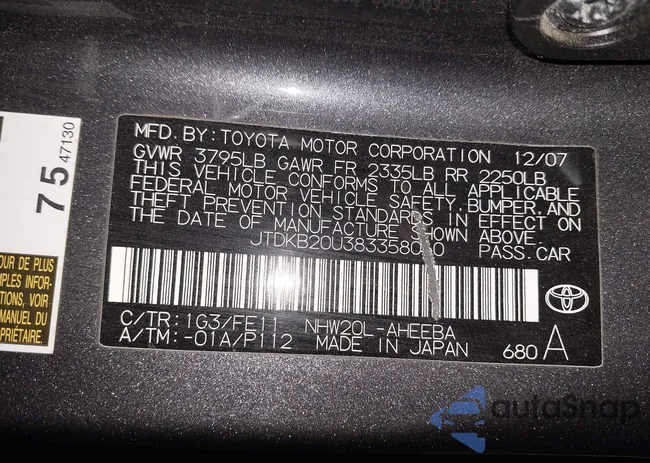 MFD. BY: TOYOTA MOTOR CORPORATION 12/07
GVWR 3795LB GAWR FR 2335LB RR 2250LB
THIS VEHICLE CONFORMS TO ALL APPLICABLE
FEDERAL MOTOR VEHICLE SAFETY, BUMPER, AND
THEFT PREVENTION STANDARDS IN EFFECT ON
THE DATE OF MANUFACTURE SHOWN ABOVE.
PASS.CAR
C/TR: 1G3/FE11 NHW20L-AHEEBA
A/TM: -01A/P112 MADE IN JAPAN 680 A
75 47130
OUR DE PLUS
MPLES INFOR-
TIONS, VOIR
MANUEL DU
PRIÉTAIRE.
autoSnap